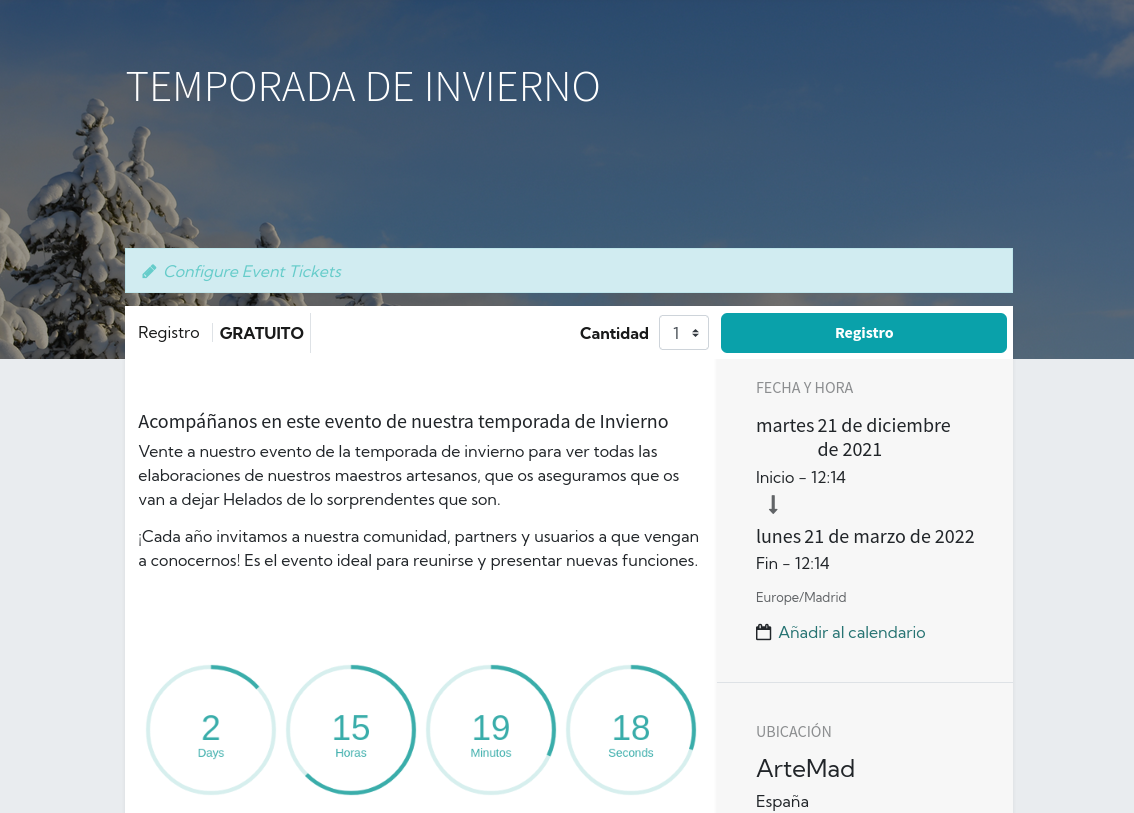 TEMPORADA DE INVIERNO
Configure Event Tickets
Registro GRATUITO Cantidad 1 Registro
Acompáñanos en este evento de nuestra temporada de Invierno
Vente a nuestro evento de la temporada de invierno para ver todas las
elaboraciones de nuestros maestros artesanos, que os aseguramos que os
van a dejar Helados de lo sorprendentes que son.
¡Cada año invitamos a nuestra comunidad, partners y usuarios a que vengan
a conocernos! Es el evento ideal para reunirse y presentar nuevas funciones.
2
Days
15
Horas
19
Minutos
18
Seconds
FECHA Y HORA
martes 21 de diciembre
de 2021
Inicio - 12:14
lunes 21 de marzo de 2022
Fin - 12:14
Europe/Madrid
Añadir al calendario
UBICACIÓN
ArteMad
España